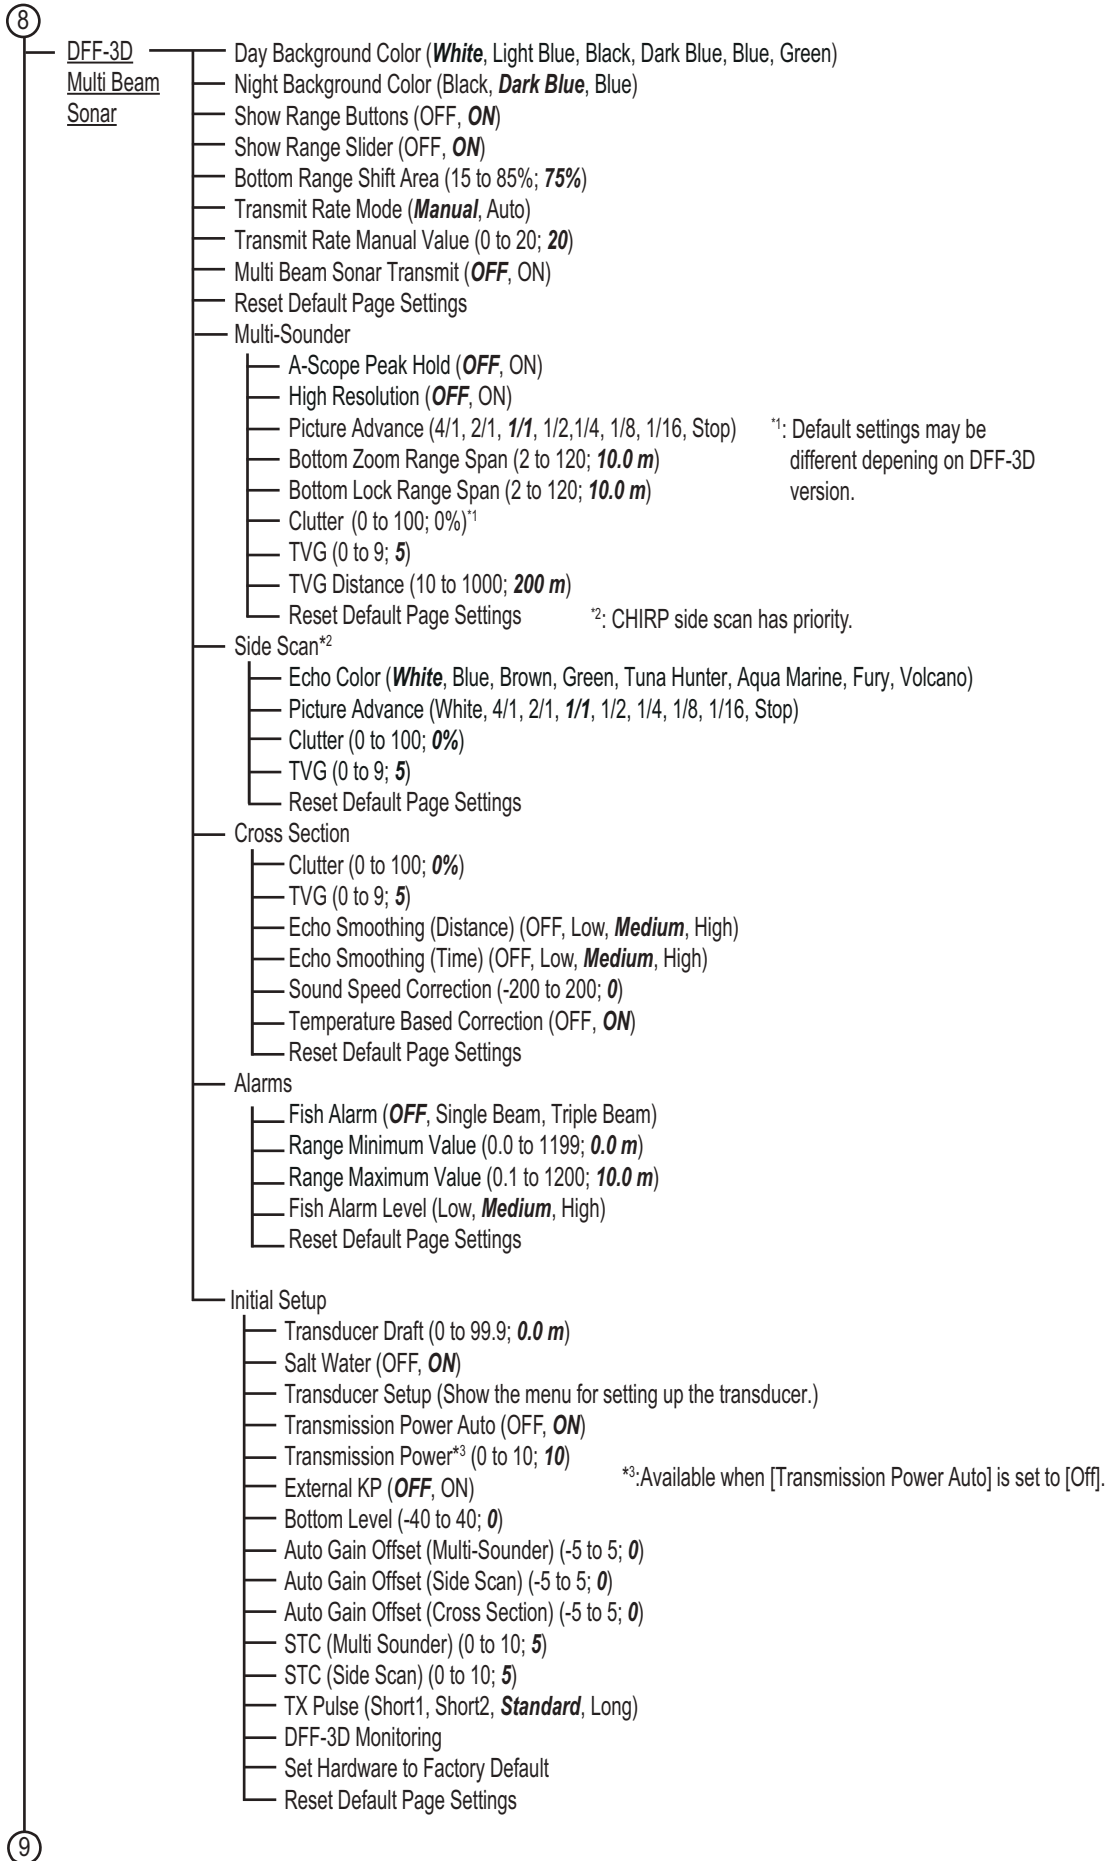 8
DFF-3D
Multi Beam
Sonar
Day Background Color (White, Light Blue, Black, Dark Blue, Blue, Green)
Night Background Color (Black, Dark Blue, Blue)
Show Range Buttons (OFF, ON)
Show Range Slider (OFF, ON)
Bottom Range Shift Area (15 to 85%; 75%)
Transmit Rate Mode (Manual, Auto)
Transmit Rate Manual Value (0 to 20; 20)
Multi Beam Sonar Transmit (OFF, ON)
Reset Default Page Settings
Multi-Sounder
A-Scope Peak Hold (OFF, ON)
High Resolution (OFF, ON)
Picture Advance (4/1, 2/1, 1/1, 1/2,1/4, 1/8, 1/16, Stop)
Bottom Zoom Range Span (2 to 120; 10.0 m)
Bottom Lock Range Span (2 to 120; 10.0 m)
Clutter (0 to 100; 0%)*1
TVG (0 to 9; 5)
TVG Distance (10 to 1000; 200 m)
Reset Default Page Settings
*1: Default settings may be
different depening on DFF-3D
version.
*2: CHIRP side scan has priority.
Side Scan*2
Echo Color (White, Blue, Brown, Green, Tuna Hunter, Aqua Marine, Fury, Volcano)
Picture Advance (White, 4/1, 2/1, 1/1, 1/2, 1/4, 1/8, 1/16, Stop)
Clutter (0 to 100; 0%)
TVG (0 to 9; 5)
Reset Default Page Settings
Cross Section
Clutter (0 to 100; 0%)
TVG (0 to 9; 5)
Echo Smoothing (Distance) (OFF, Low, Medium, High)
Echo Smoothing (Time) (OFF, Low, Medium, High)
Sound Speed Correction (-200 to 200; 0)
Temperature Based Correction (OFF, ON)
Reset Default Page Settings
Alarms
Fish Alarm (OFF, Single Beam, Triple Beam)
Range Minimum Value (0.0 to 1199; 0.0 m)
Range Maximum Value (0.1 to 1200; 10.0 m)
Fish Alarm Level (Low, Medium, High)
Reset Default Page Settings
Initial Setup
Transducer Draft (0 to 99.9; 0.0 m)
Salt Water (OFF, ON)
Transducer Setup (Show the menu for setting up the transducer.)
Transmission Power Auto (OFF, ON)
Transmission Power*3 (0 to 10; 10)
*3:Available when [Transmission Power Auto] is set to [Off].
External KP (OFF, ON)
Bottom Level (-40 to 40; 0)
Auto Gain Offset (Multi-Sounder) (-5 to 5; 0)
Auto Gain Offset (Side Scan) (-5 to 5; 0)
Auto Gain Offset (Cross Section) (-5 to 5; 0)
STC (Multi Sounder) (0 to 10; 5)
STC (Side Scan) (0 to 10; 5)
TX Pulse (Short1, Short2, Standard, Long)
DFF-3D Monitoring
Set Hardware to Factory Default
Reset Default Page Settings
9